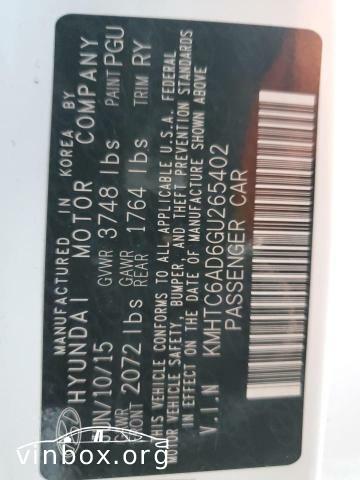 MANUFACTURED IN KOREA BY
HYUNDAI MOTOR COMPANY
JUN/10/15 GVWR 3748 lbs PAINT PGU
GAWR FRONT 2072 lbs GAWR REAR 1764 lbs TRIM RY
THIS VEHICLE CONFORMS TO ALL APPLICABLE U.S.A. FEDERAL
MOTOR VEHICLE SAFETY, BUMPER, AND THEFT PREVENTION STANDARDS
IN EFFECT ON THE DATE OF MANUFACTURE SHOWN ABOVE
V.I.N KMHTC6AD6GU265402
PASSENGER CAR
vinbox.org